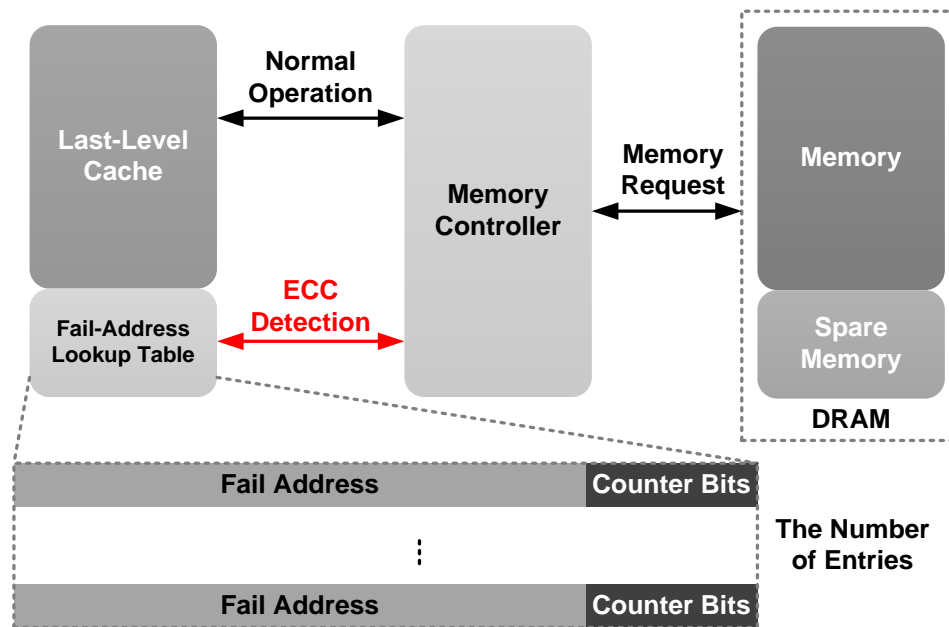 Normal
Operation
Last-Level
Cache
Memory
Controller
Memory
Request
Memory
ECC
Detection
Fail-Address
Lookup Table
Spare
Memory
DRAM
Fail Address
Counter Bits
The Number
of Entries
Fail Address
Counter Bits